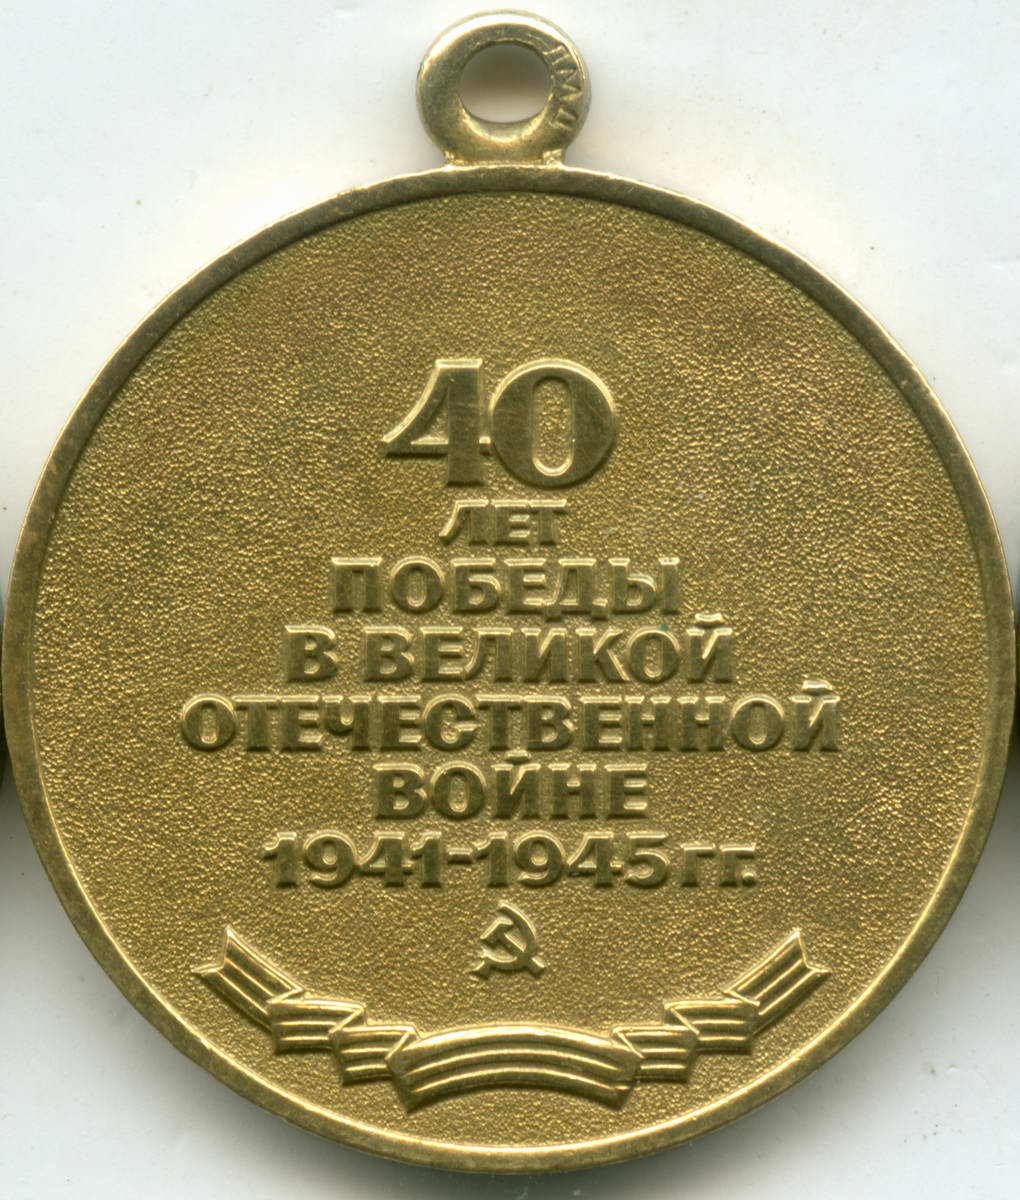 ЛМД
40
ЛЕТ
ПОБЕДЫ
В ВЕЛИКОЙ
ОТЕЧЕСТВЕННОЙ
ВОЙНЕ
1941-1945 гг.